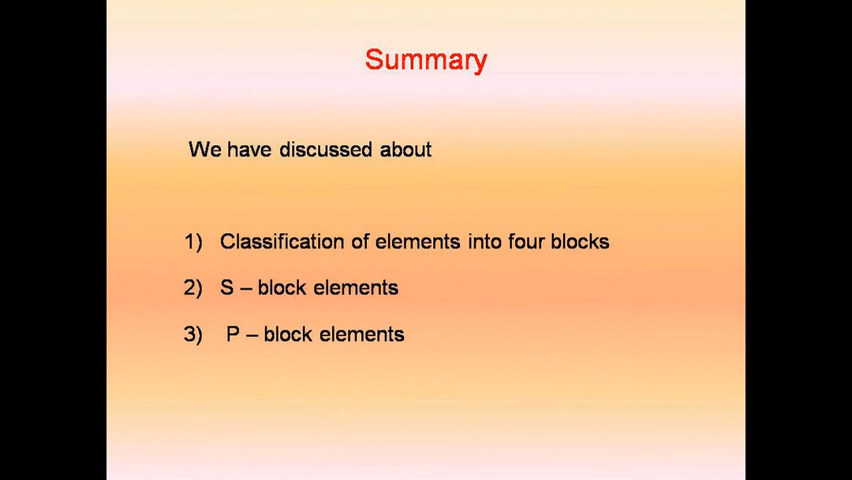 Summary
We have discussed about
1) Classification of elements into four blocks
2) S – block elements
3) P – block elements